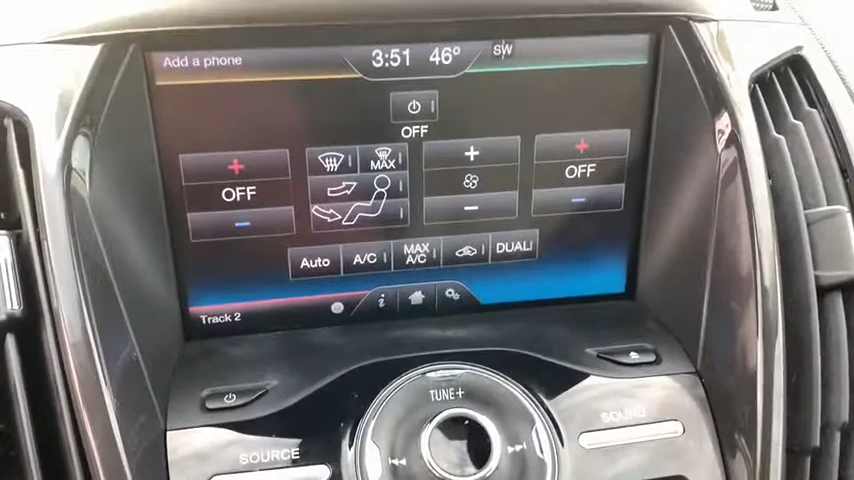 Add a phone 3:51 46° SW
OFF
MAX
OFF OFF
Auto A/C MAX A/C DUAL
Track 2 i
TUNE+
SOURCE SOUND